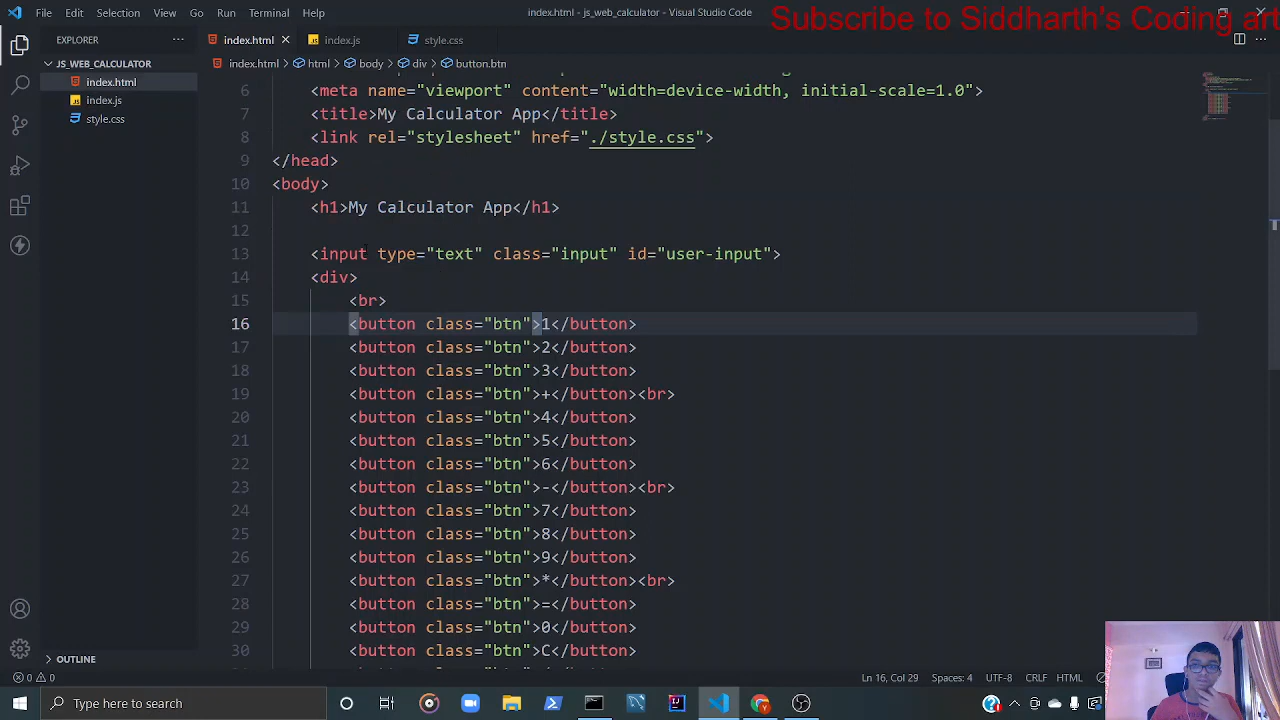 File Edit Selection View Go Run Terminal Help
index.html - js_web_calculator - Visual Studio Code
Subscribe to Siddharth's Coding art
EXPLORER
index.html
index.js
style.css
JS_WEB_CALCULATOR
index.html > html > body > div > button.btn
index.html
index.js
style.css
6 <meta name="viewport" content="width=device-width, initial-scale=1.0">
7 <title>My Calculator App</title>
8 <link rel="stylesheet" href="./style.css">
9 </head>
10 <body>
11 <h1>My Calculator App</h1>
12
13 <input type="text" class="input" id="user-input">
14 <div>
15 <br>
16 <button class="btn">1</button>
17 <button class="btn">2</button>
18 <button class="btn">3</button>
19 <button class="btn">+</button><br>
20 <button class="btn">4</button>
21 <button class="btn">5</button>
22 <button class="btn">6</button>
23 <button class="btn">-</button><br>
24 <button class="btn">7</button>
25 <button class="btn">8</button>
26 <button class="btn">9</button>
27 <button class="btn">*</button><br>
28 <button class="btn">=</button>
29 <button class="btn">0</button>
30 <button class="btn">C</button>
OUTLINE
0 0
Ln 16, Col 29 Spaces: 4 UTF-8 CRLF HTML
Type here to search